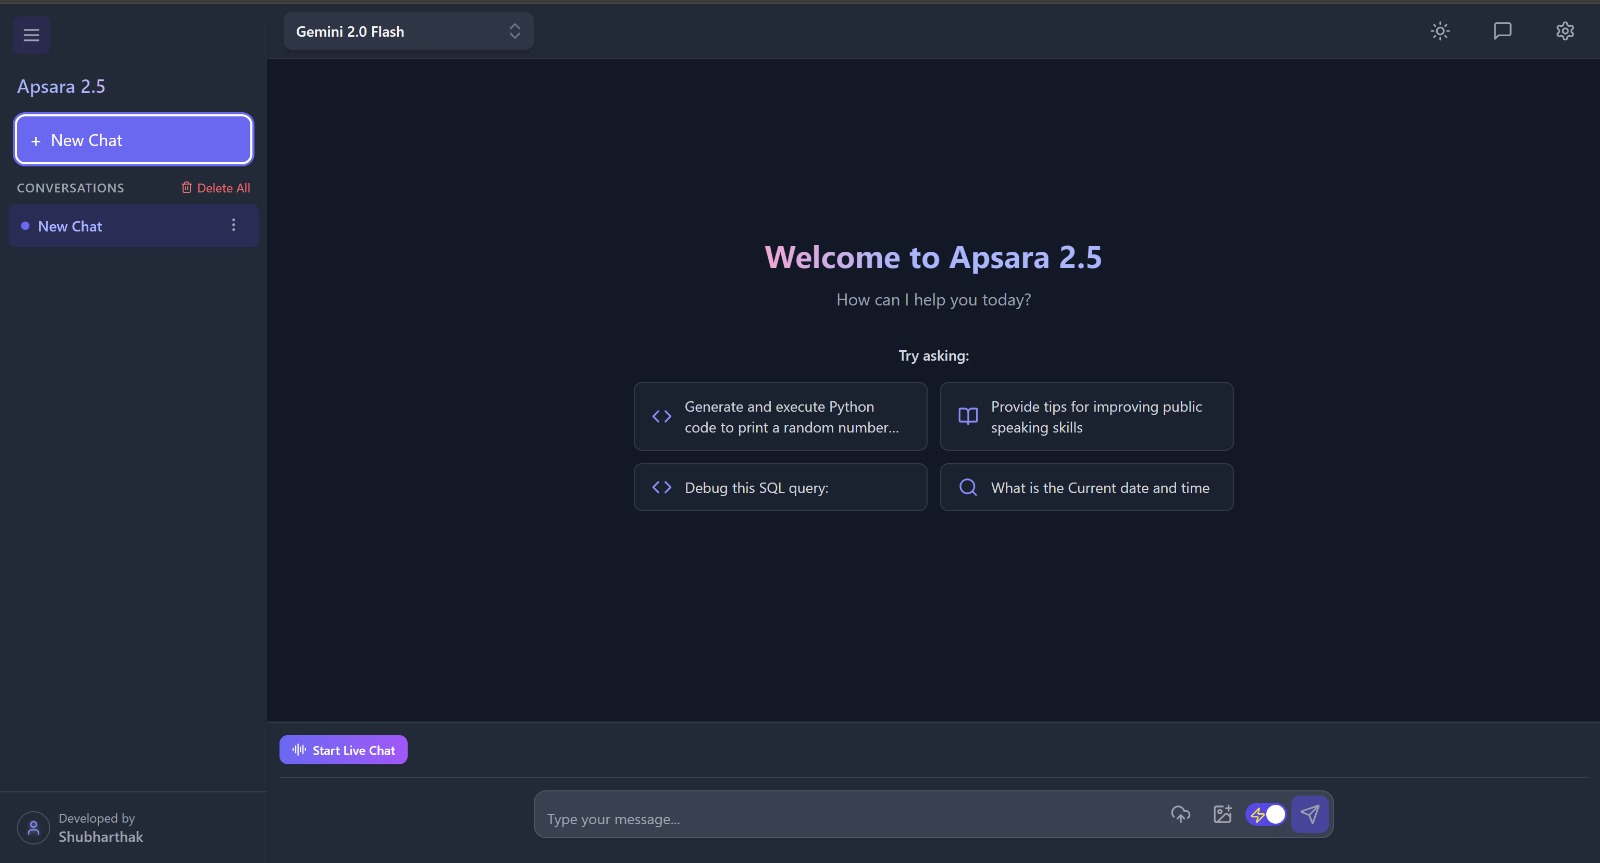 Apsara 2.5
+ New Chat
CONVERSATIONS
Delete All
New Chat
Developed by
Shubharthak
Gemini 2.0 Flash
Welcome to Apsara 2.5
How can I help you today?
Try asking:
Generate and execute Python
code to print a random number...
Provide tips for improving public
speaking skills
Debug this SQL query:
What is the Current date and time
Start Live Chat
Type your message...